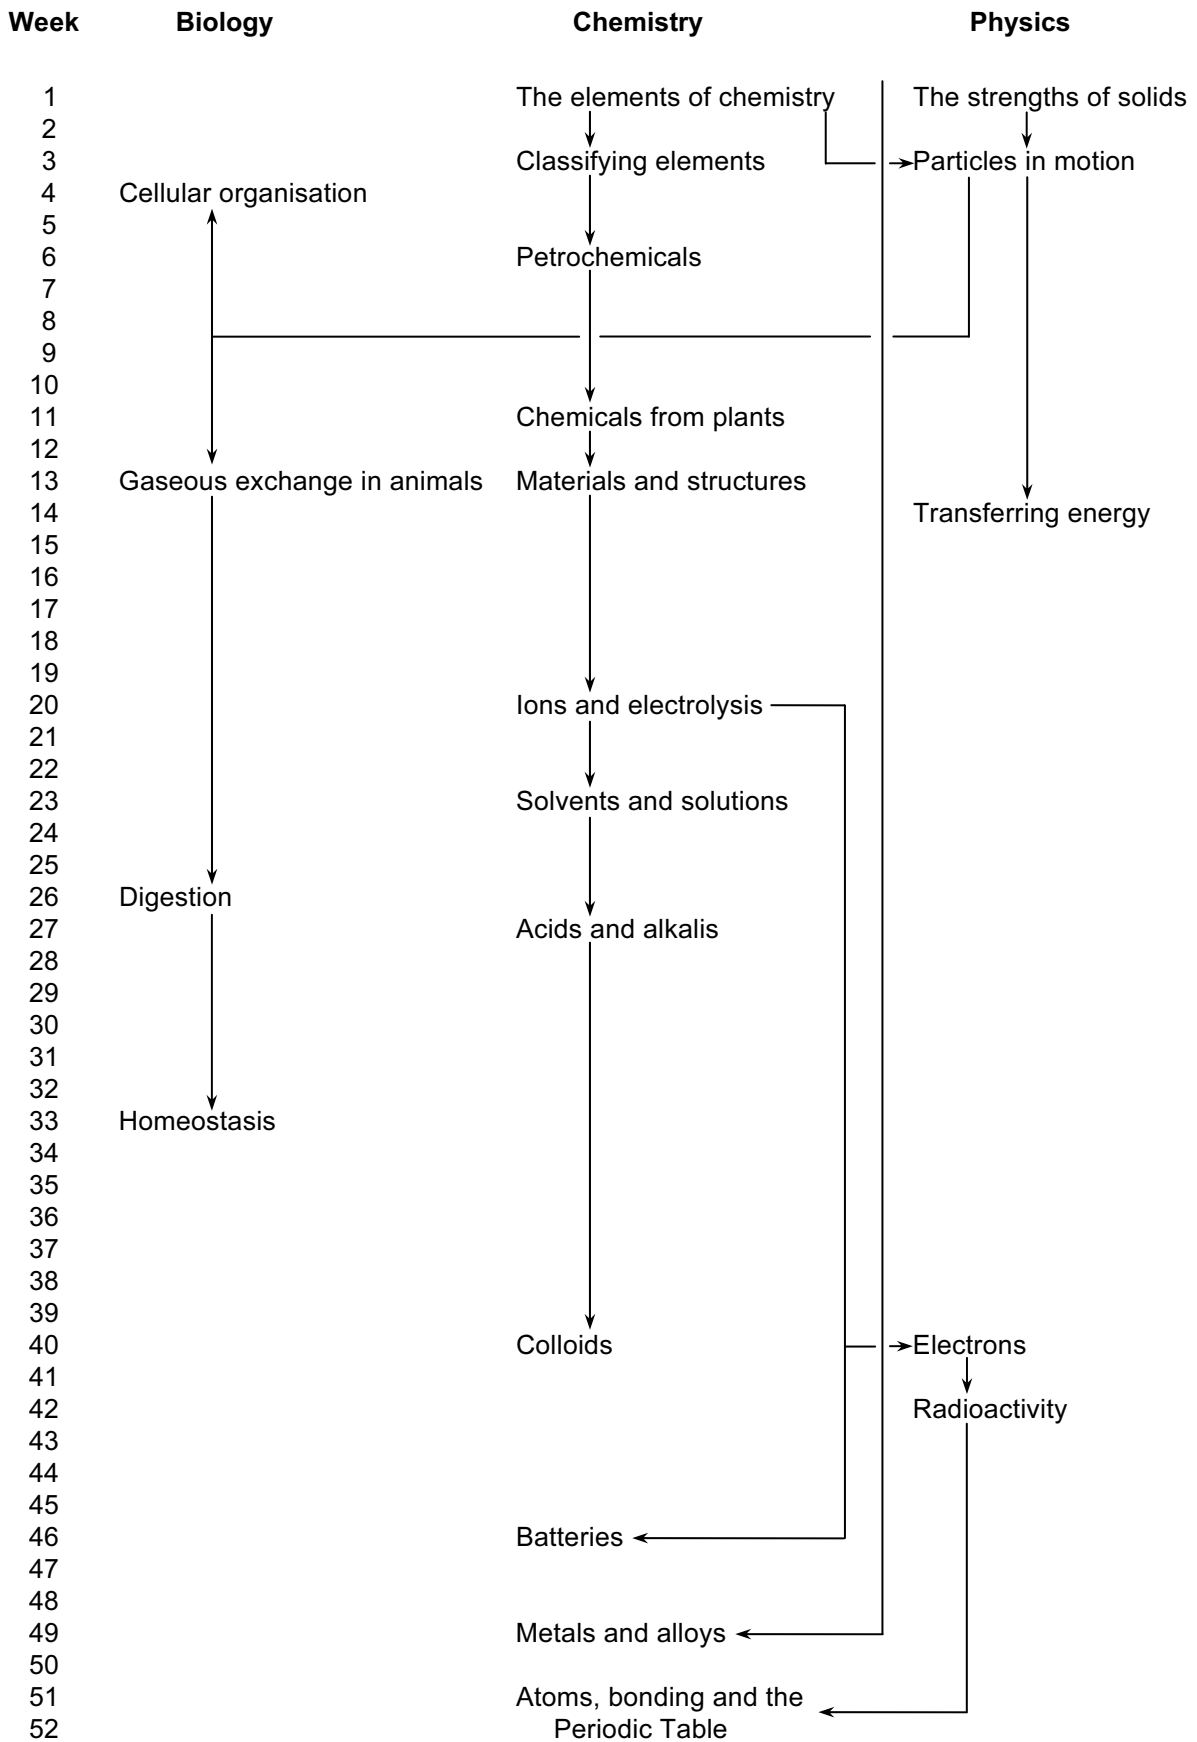 Week Biology Chemistry Physics
1 The elements of chemistry The strengths of solids
2
3 Classifying elements Particles in motion
4 Cellular organisation
5
6 Petrochemicals
7
8
9
10
11 Chemicals from plants
12
13 Gaseous exchange in animals Materials and structures
14 Transferring energy
15
16
17
18
19
20 Ions and electrolysis
21
22
23 Solvents and solutions
24
25
26 Digestion
27 Acids and alkalis
28
29
30
31
32
33 Homeostasis
34
35
36
37
38
39
40 Colloids Electrons
41
42 Radioactivity
43
44
45
46 Batteries
47
48
49 Metals and alloys
50
51 Atoms, bonding and the
52 Periodic Table